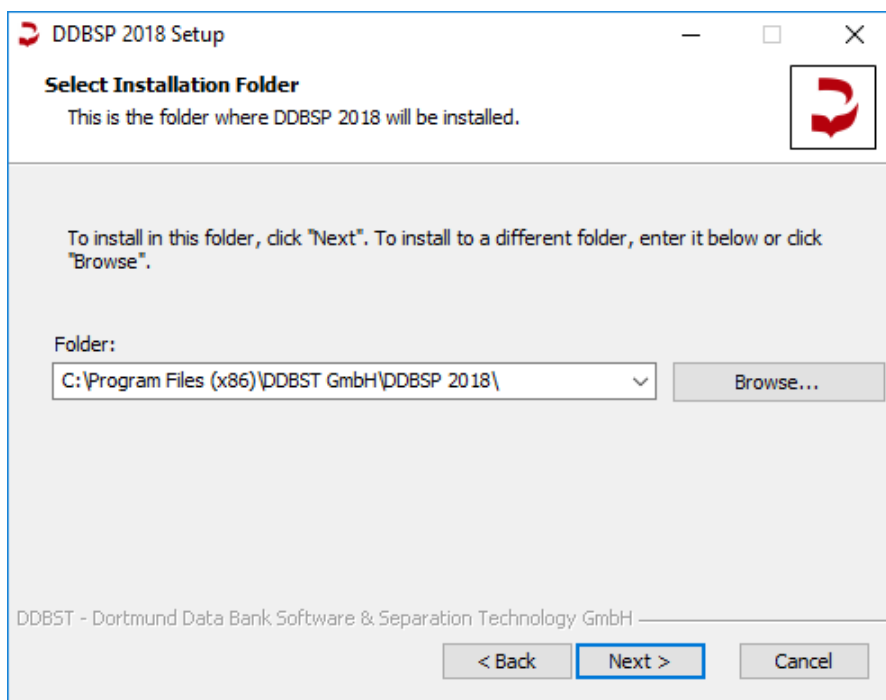 DDBSP 2018 Setup
Select Installation Folder
This is the folder where DDBSP 2018 will be installed.
To install in this folder, click "Next". To install to a different folder, enter it below or click
"Browse".
Folder:
C:\Program Files (x86)\DDBST GmbH\DDBSP 2018\
Browse...
DDBST - Dortmund Data Bank Software & Separation Technology GmbH
< Back
Next >
Cancel